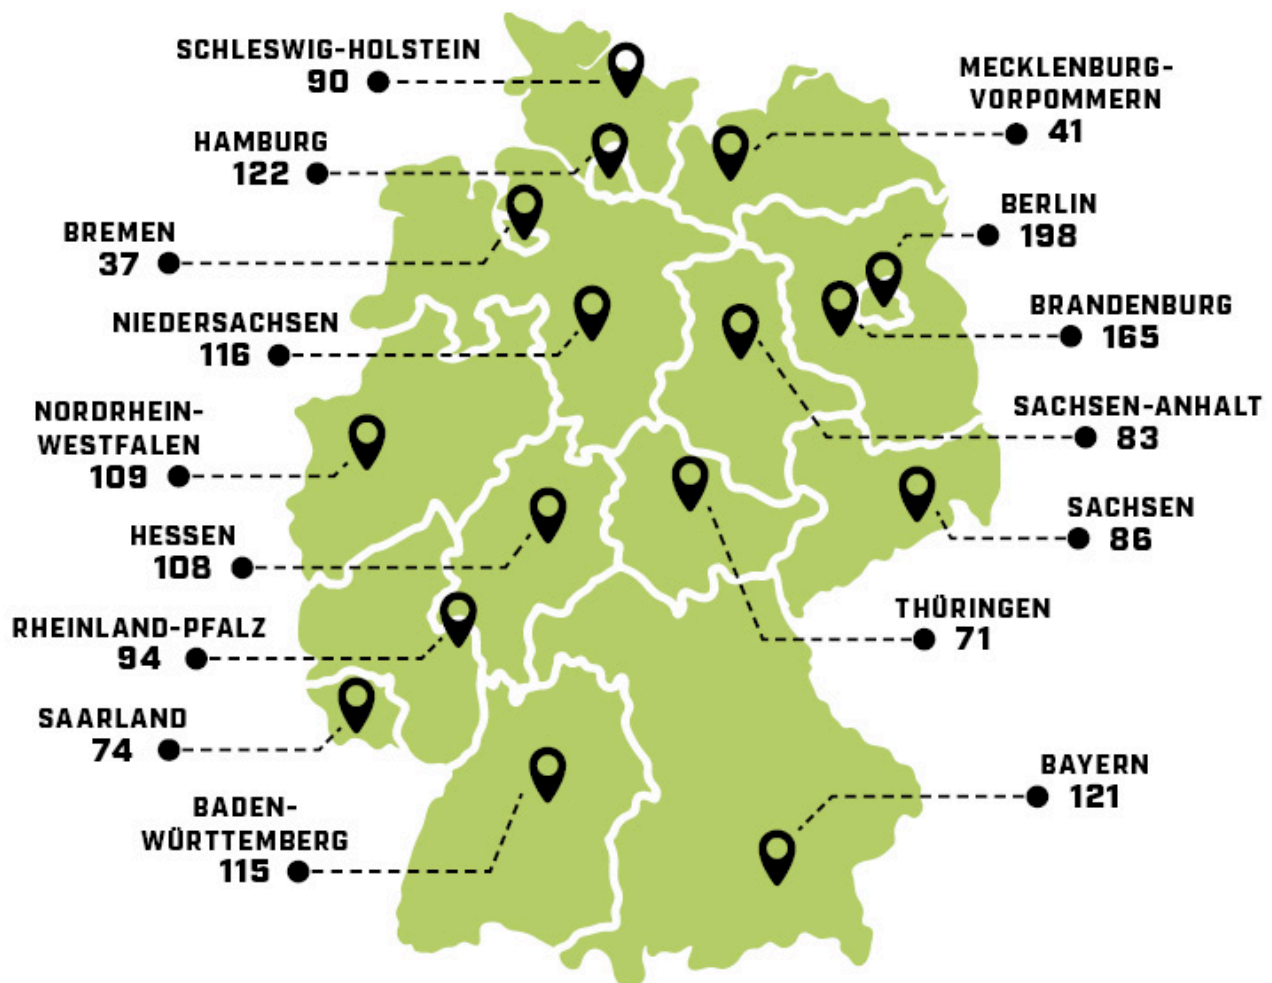 SCHLESWIG-HOLSTEIN
90
MECKLENBURG-
VORPOMMERN
41
HAMBURG
122
BERLIN
198
BREMEN
37
BRANDENBURG
165
NIEDERSACHSEN
116
NORDRHEIN-
WESTFALEN
109
SACHSEN-ANHALT
83
SACHSEN
86
HESSEN
108
THÜRINGEN
71
RHEINLAND-PFALZ
94
SAARLAND
74
BAYERN
121
BADEN-
WÜRTTEMBERG
115